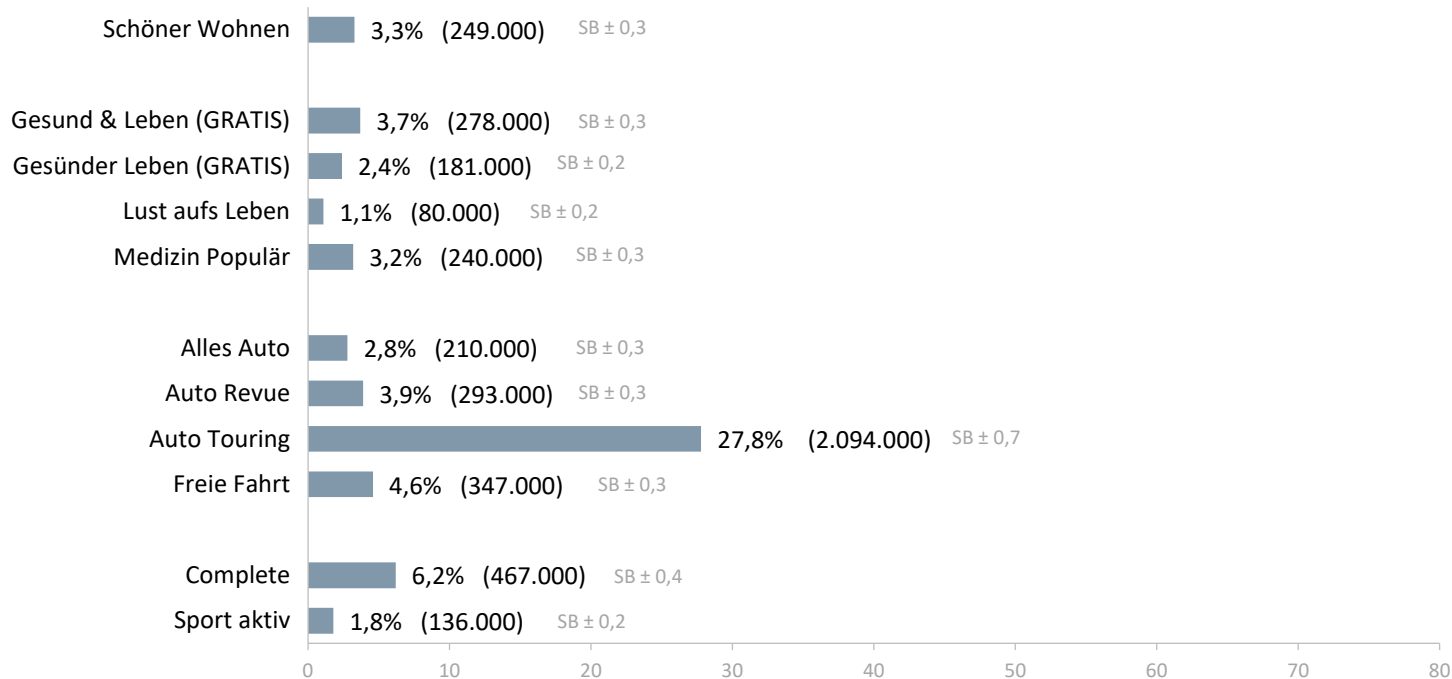 Schöner Wohnen 3,3% (249.000) SB ± 0,3
Gesund & Leben (GRATIS) 3,7% (278.000) SB ± 0,3
Gesünder Leben (GRATIS) 2,4% (181.000) SB ± 0,2
Lust aufs Leben 1,1% (80.000) SB ± 0,2
Medizin Populär 3,2% (240.000) SB ± 0,3
Alles Auto 2,8% (210.000) SB ± 0,3
Auto Revue 3,9% (293.000) SB ± 0,3
Auto Touring 27,8% (2.094.000) SB ± 0,7
Freie Fahrt 4,6% (347.000) SB ± 0,3
Complete 6,2% (467.000) SB ± 0,4
Sport aktiv 1,8% (136.000) SB ± 0,2
0 10 20 30 40 50 60 70 80